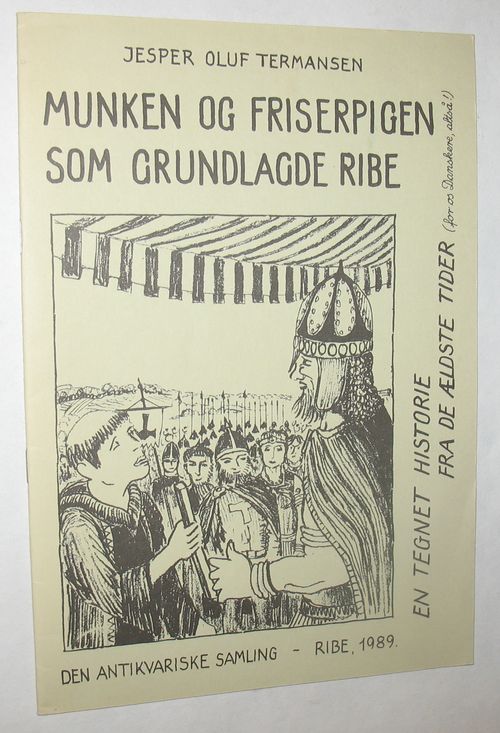 JESPER OLUF TERMANSEN
MUNKEN OG FRISERPIGEN
SOM GRUNDLAGDE RIBE
EN TEGNET HISTORIE
FRA DE ÆLDSTE TIDER (for os Danskere, altså!)
DEN ANTIKVARISKE SAMLING - RIBE, 1989.